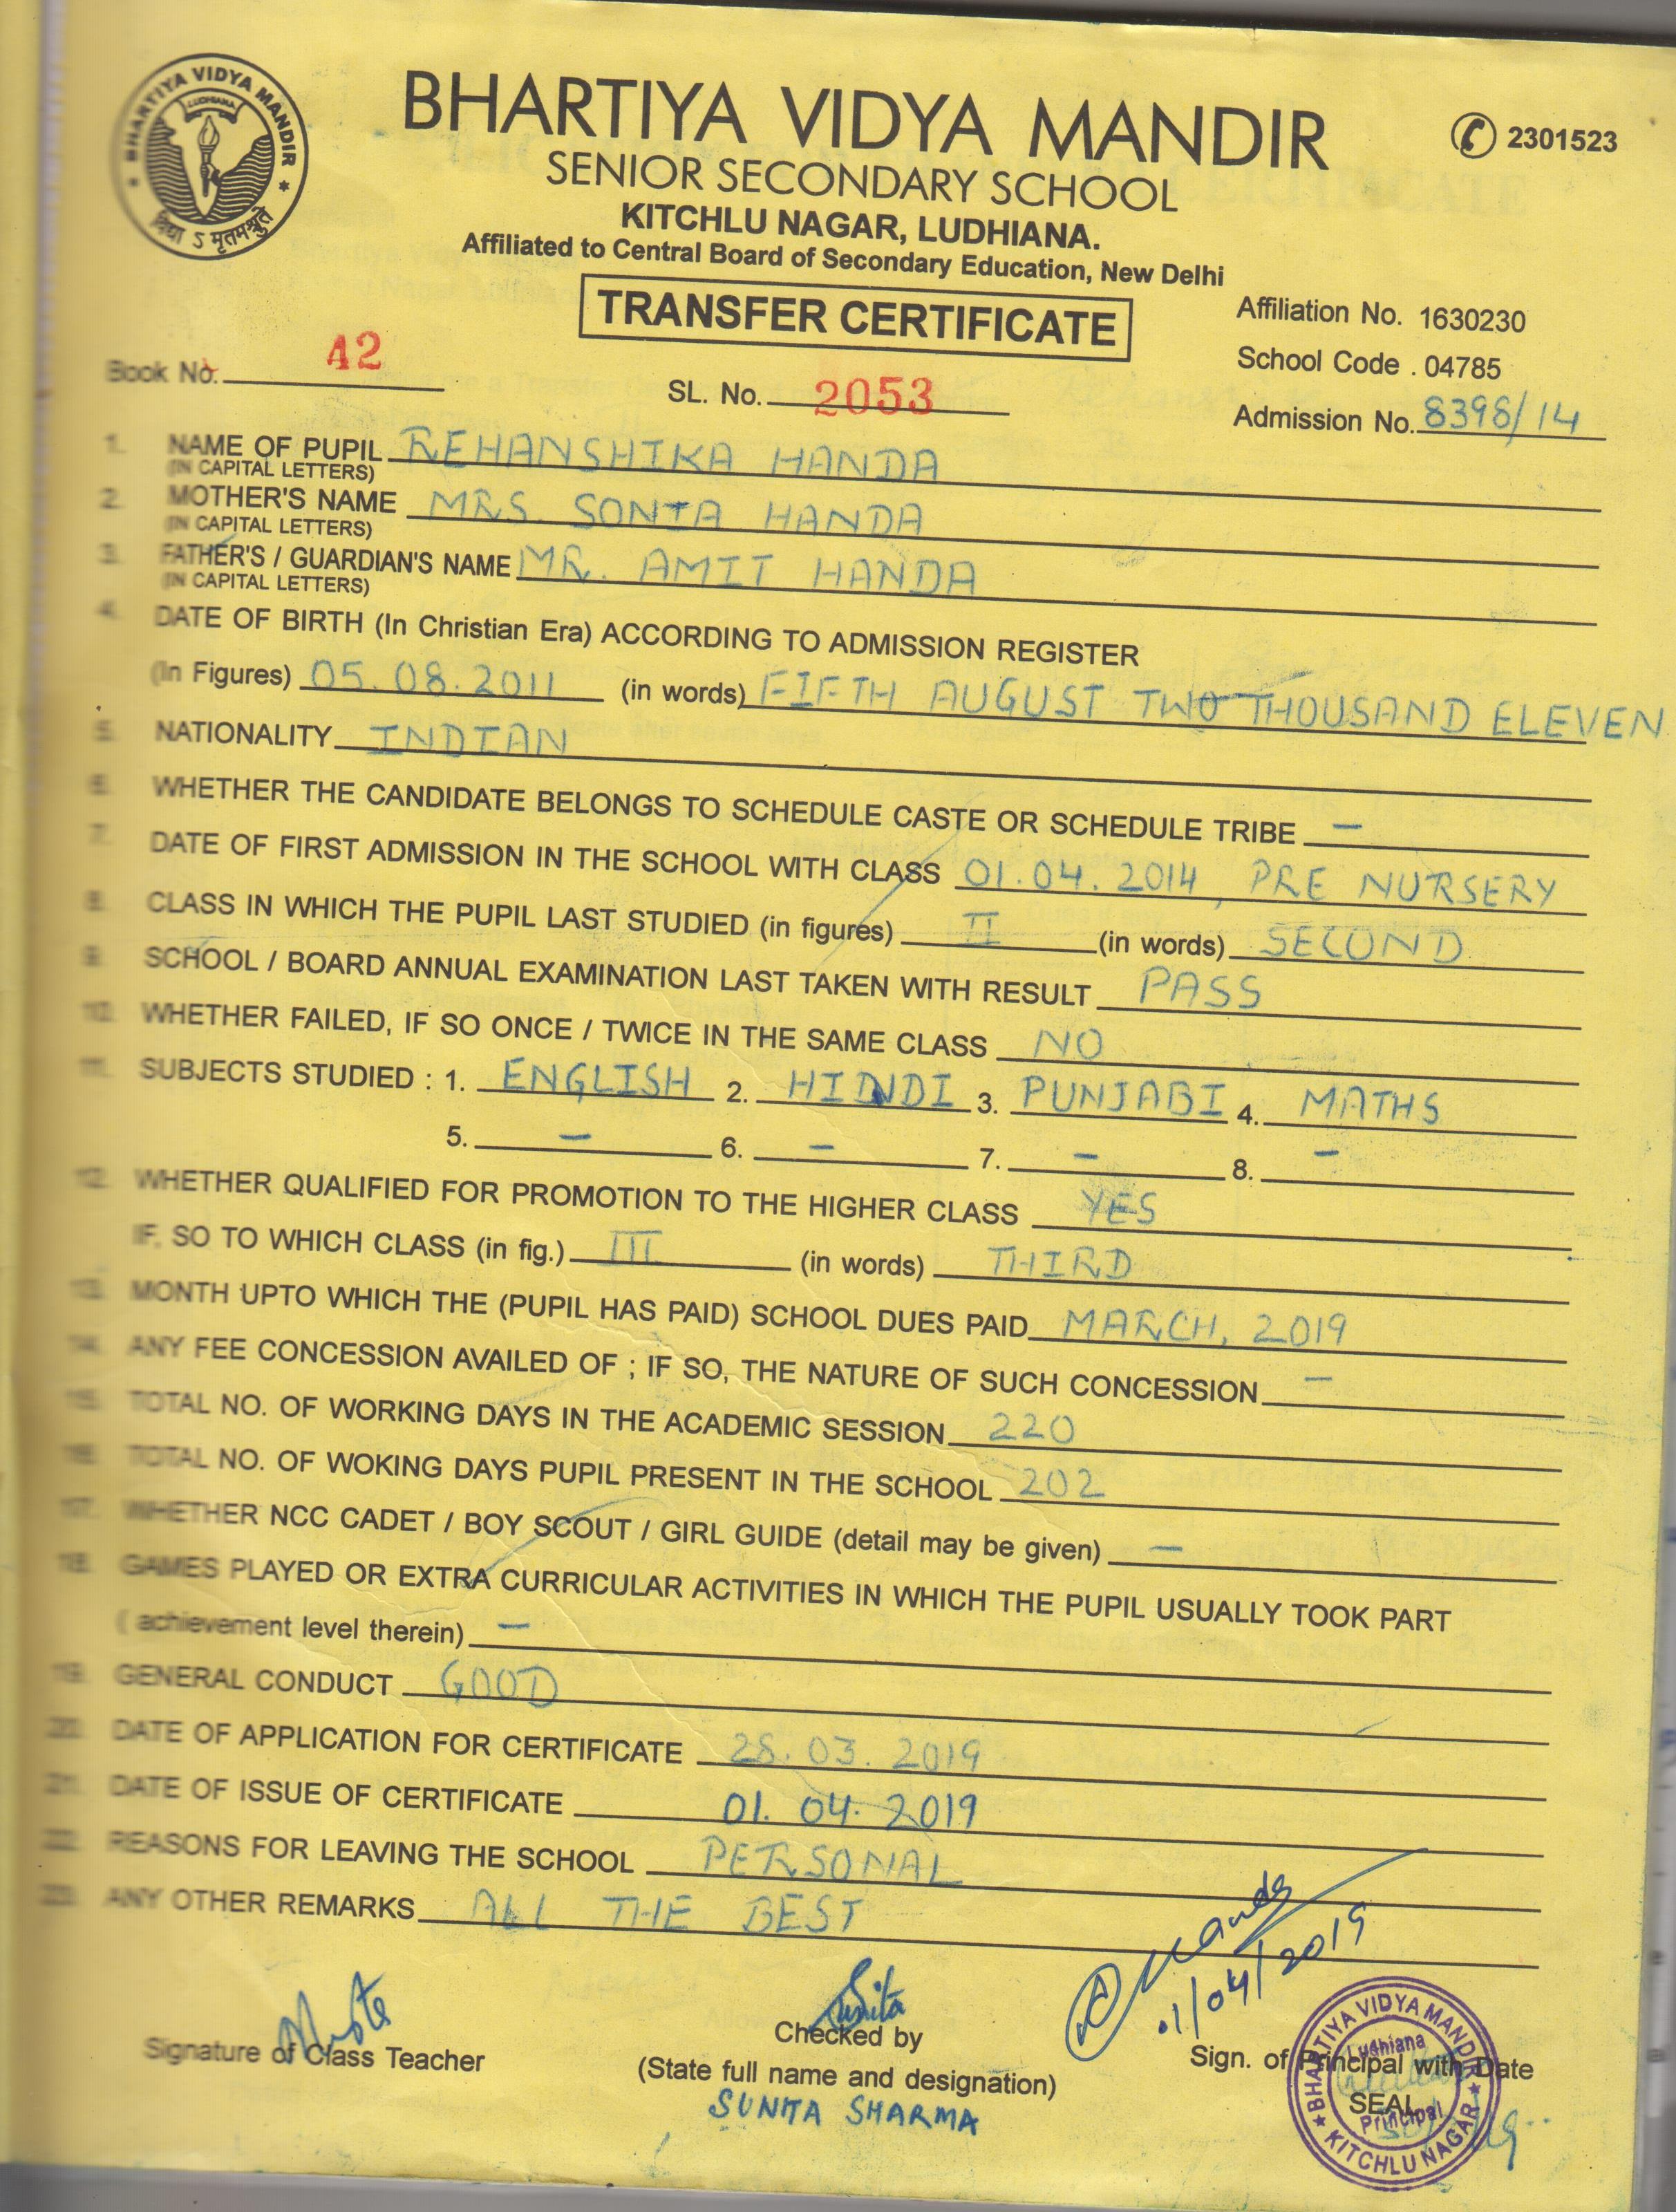 BHARTIYA VIDYA MANDIR
LUDHIANA
विद्या ऽ मृतमश्नुते
BHARTIYA VIDYA MANDIR
2301523
SENIOR SECONDARY SCHOOL
KITCHLU NAGAR, LUDHIANA.
Affiliated to Central Board of Secondary Education, New Delhi
TRANSFER CERTIFICATE
Affiliation No. 1630230
School Code . 04785
Book No. 42
SL. No. 2053
Admission No. 8398/14
1. NAME OF PUPIL REHANSHIKA HANDA
(IN CAPITAL LETTERS)
2. MOTHER'S NAME MRS. SONIA HANDA
(IN CAPITAL LETTERS)
3. FATHER'S / GUARDIAN'S NAME MR. AMIT HANDA
(IN CAPITAL LETTERS)
4. DATE OF BIRTH (In Christian Era) ACCORDING TO ADMISSION REGISTER
(In Figures) 05.08.2011 (in words) FIFTH AUGUST TWO THOUSAND ELEVEN
5. NATIONALITY INDIAN
6. WHETHER THE CANDIDATE BELONGS TO SCHEDULE CASTE OR SCHEDULE TRIBE –
7. DATE OF FIRST ADMISSION IN THE SCHOOL WITH CLASS 01.04.2014, PRE NURSERY
8. CLASS IN WHICH THE PUPIL LAST STUDIED (in figures) II (in words) SECOND
9. SCHOOL / BOARD ANNUAL EXAMINATION LAST TAKEN WITH RESULT PASS
10. WHETHER FAILED, IF SO ONCE / TWICE IN THE SAME CLASS NO
11. SUBJECTS STUDIED : 1. ENGLISH 2. HINDI 3. PUNJABI 4. MATHS
5. – 6. – 7. – 8. –
12. WHETHER QUALIFIED FOR PROMOTION TO THE HIGHER CLASS YES
IF, SO TO WHICH CLASS (in fig.) III (in words) THIRD
13. MONTH UPTO WHICH THE (PUPIL HAS PAID) SCHOOL DUES PAID MARCH, 2019
14. ANY FEE CONCESSION AVAILED OF ; IF SO, THE NATURE OF SUCH CONCESSION –
15. TOTAL NO. OF WORKING DAYS IN THE ACADEMIC SESSION 220
16. TOTAL NO. OF WOKING DAYS PUPIL PRESENT IN THE SCHOOL 202
17. WHETHER NCC CADET / BOY SCOUT / GIRL GUIDE (detail may be given) –
18. GAMES PLAYED OR EXTRA CURRICULAR ACTIVITIES IN WHICH THE PUPIL USUALLY TOOK PART
( achievement level therein) –
19. GENERAL CONDUCT GOOD
20. DATE OF APPLICATION FOR CERTIFICATE 28.03.2019
21. DATE OF ISSUE OF CERTIFICATE 01.04.2019
22. REASONS FOR LEAVING THE SCHOOL PERSONAL
23. ANY OTHER REMARKS ALL THE BEST
1/04/2019
Sunita
Signature of Class Teacher
Checked by
(State full name and designation)
SUNITA SHARMA
Sign. of Principal with Date
SEAL
BHARTIYA VIDYA MANDIR
Ludhiana
Principal
KITCHLU NAGAR